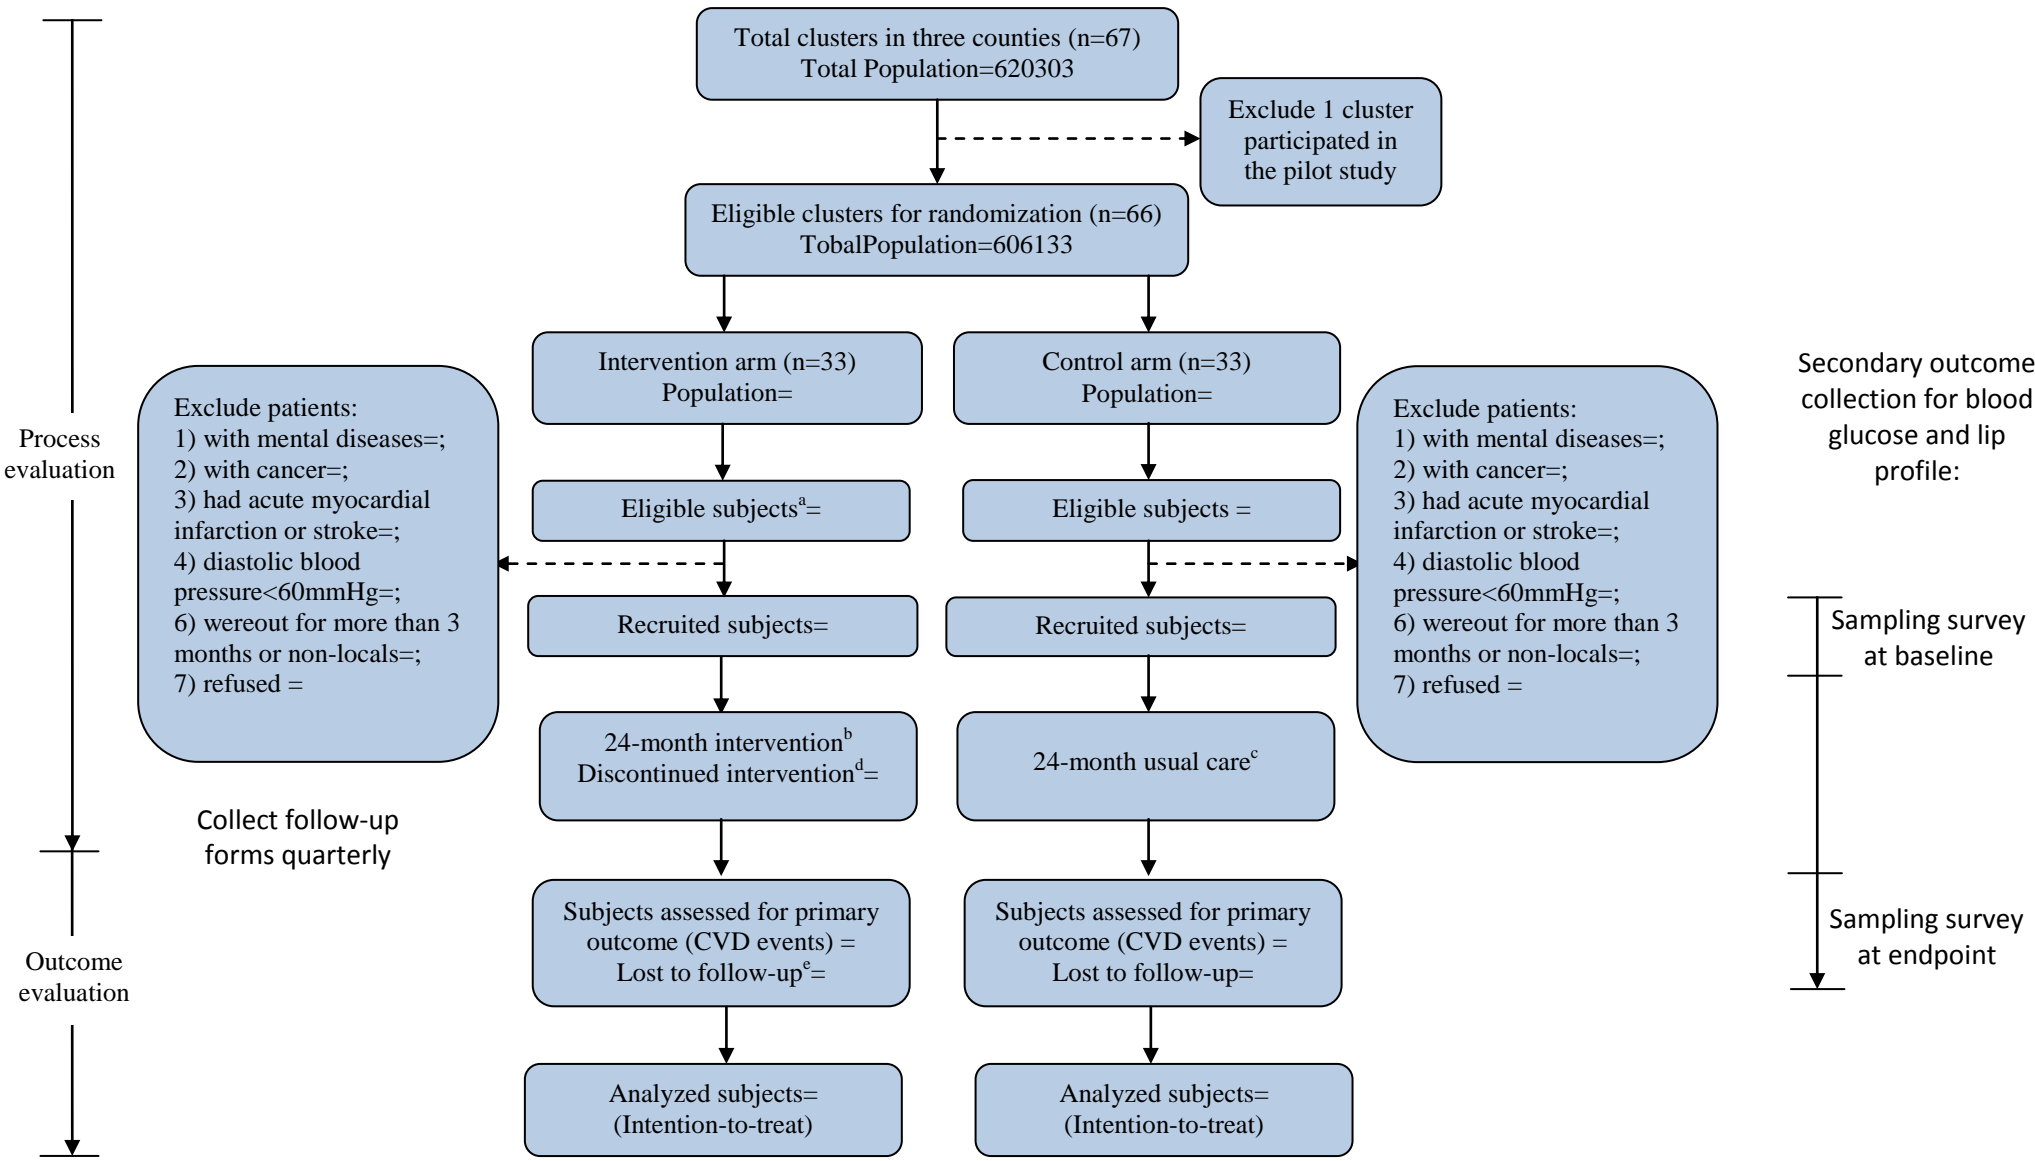 Total clusters in three counties (n=67)
Total Population=620303
Exclude 1 cluster
participated in
the pilot study
Eligible clusters for randomization (n=66)
TobalPopulation=606133
Intervention arm (n=33)
Population=
Control arm (n=33)
Population=
Process
evaluation
Exclude patients:
1) with mental diseases=;
2) with cancer=;
3) had acute myocardial
infarction or stroke=;
4) diastolic blood
pressure<60mmHg=;
6) wereout for more than 3
months or non-locals=;
7) refused =
Eligible subjectsᵃ=
Eligible subjects =
Exclude patients:
1) with mental diseases=;
2) with cancer=;
3) had acute myocardial
infarction or stroke=;
4) diastolic blood
pressure<60mmHg=;
6) wereout for more than 3
months or non-locals=;
7) refused =
Secondary outcome
collection for blood
glucose and lip
profile:
Recruited subjects=
Recruited subjects=
Sampling survey
at baseline
24-month interventionᵇ
Discontinued interventionᵈ=
24-month usual careᶜ
Collect follow-up
forms quarterly
Subjects assessed for primary
outcome (CVD events) =
Lost to follow-upᵉ=
Subjects assessed for primary
outcome (CVD events) =
Lost to follow-up=
Sampling survey
at endpoint
Outcome
evaluation
Analyzed subjects=
(Intention-to-treat)
Analyzed subjects=
(Intention-to-treat)